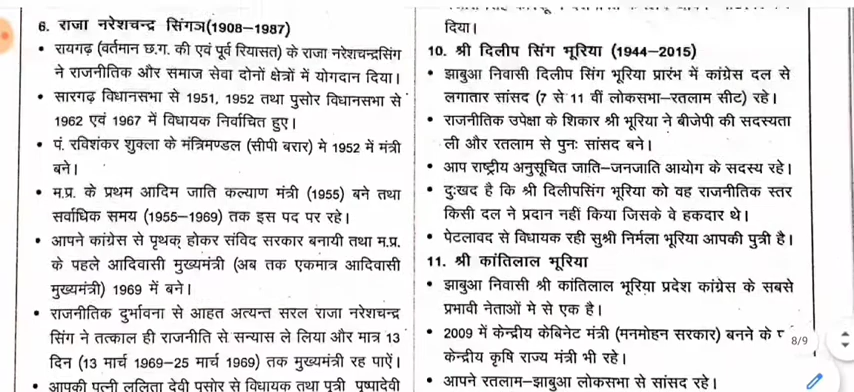 6. राजा नरेशचन्द्र सिंगञ(1908–1987)
• रायगढ़ (वर्तमान छ.ग. की एवं पूर्व रियासत) के राजा नरेशचन्द्रसिंग
ने राजनीतिक और समाज सेवा दोनों क्षेत्रों में योगदान दिया।
• सारगढ़ विधानसभा से 1951, 1952 तथा पुसोर विधानसभा से
1962 एवं 1967 में विधायक निर्वाचित हुए।
• पं. रविशंकर शुक्ला के मंत्रिमण्डल (सीपी बरार) मे 1952 में मंत्री
बने।
• म.प्र. के प्रथम आदिम जाति कल्याण मंत्री (1955) बने तथा
सर्वाधिक समय (1955–1969) तक इस पद पर रहे।
• आपने कांग्रेस से पृथक् होकर संविद सरकार बनायी तथा म.प्र.
के पहले आदिवासी मुख्यमंत्री (अब तक एकमात्र आदिवासी
मुख्यमंत्री) 1969 में बने।
• राजनीतिक दुर्भावना से आहत अत्यन्त सरल राजा नरेशचन्द्र
सिंग ने तत्काल ही राजनीति से सन्यास ले लिया और मात्र 13
दिन (13 मार्च 1969–25 मार्च 1969) तक मुख्यमंत्री रह पाऐं।
• आपकी पत्नी ललिता देवी पुसोर से विधायक तथा पुत्री पुष्पादेवी
दिया।
10. श्री दिलीप सिंग भूरिया (1944–2015)
• झाबुआ निवासी दिलीप सिंग भूरिया प्रारंभ में कांग्रेस दल से
लगातार सांसद (7 से 11 वीं लोकसभा–रतलाम सीट) रहे।
• राजनीतिक उपेक्षा के शिकार श्री भूरिया ने बीजेपी की सदस्यता
ली और रतलाम से पुनः सांसद बने।
• आप राष्ट्रीय अनुसूचित जाति–जनजाति आयोग के सदस्य रहे।
• दुःखद है कि श्री दिलीपसिंग भूरिया को वह राजनीतिक स्तर
किसी दल ने प्रदान नहीं किया जिसके वे हकदार थे।
• पेटलावद से विधायक रही सुश्री निर्मला भूरिया आपकी पुत्री है।
11. श्री कांतिलाल भूरिया
• झाबुआ निवासी श्री कांतिलाल भूरिया प्रदेश कांग्रेस के सबसे
प्रभावी नेताओं मे से एक है।
• 2009 में केन्द्रीय केबिनेट मंत्री (मनमोहन सरकार) बनने के
केन्द्रीय कृषि राज्य मंत्री भी रहे।
• आपने रतलाम–झाबुआ लोकसभा से सांसद रहे।
8/9